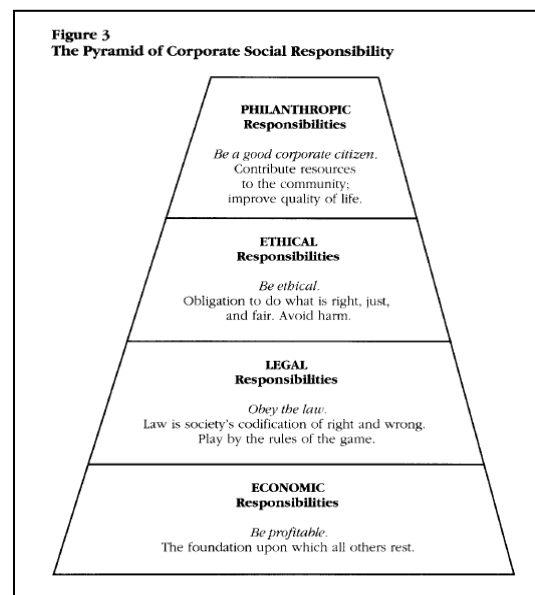 Figure 3
The Pyramid of Corporate Social Responsibility
PHILANTHROPIC
Responsibilities
Be a good corporate citizen.
Contribute resources
to the community;
improve quality of life.
ETHICAL
Responsibilities
Be ethical.
Obligation to do what is right, just,
and fair. Avoid harm.
LEGAL
Responsibilities
Obey the law.
Law is society's codification of right and wrong.
Play by the rules of the game.
ECONOMIC
Responsibilities
Be profitable.
The foundation upon which all others rest.